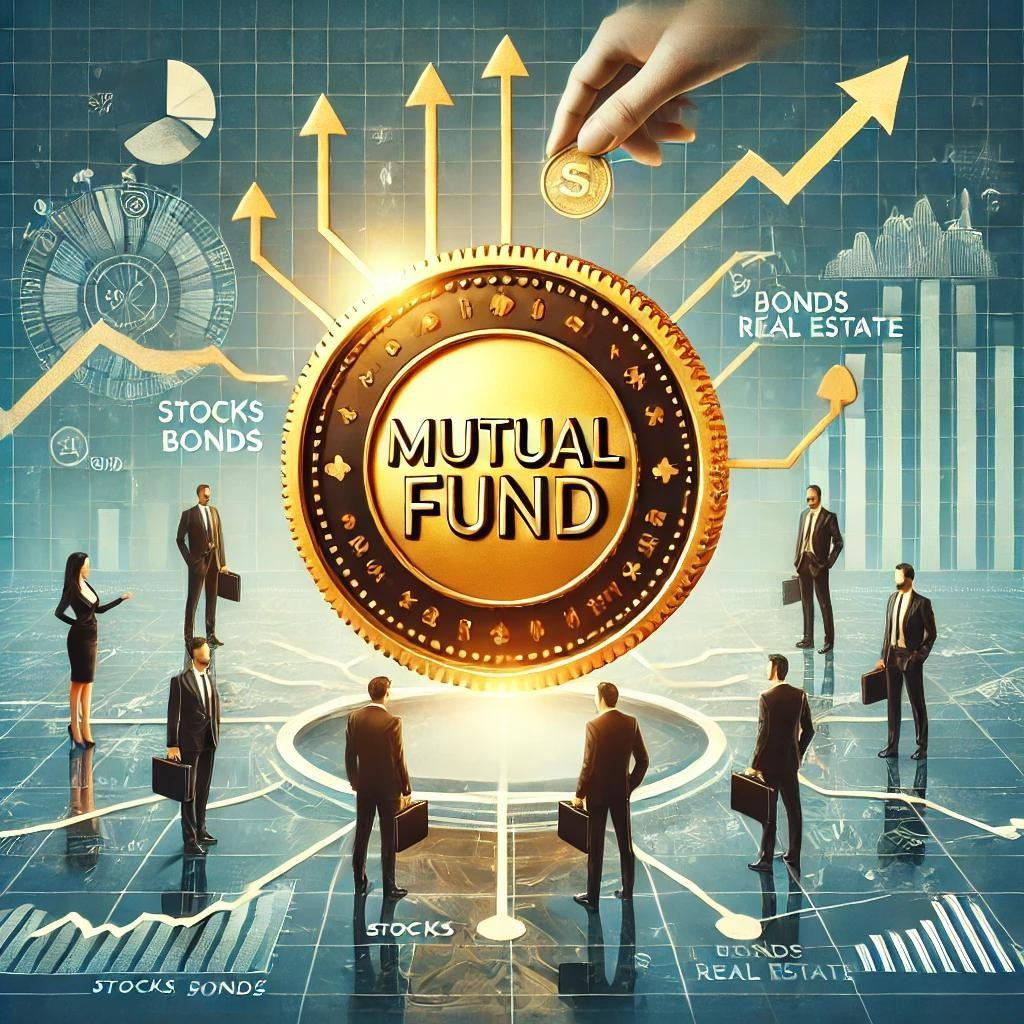 S
BONDS
REAL ESTATE
STOCKS
BONDS
MUTUAL
FUND
STOCKS
REAL ESTATE
STOCKS BONDS